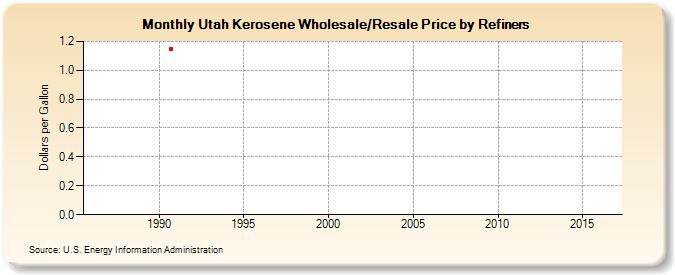 Monthly Utah Kerosene Wholesale/Resale Price by Refiners
Dollars per Gallon
1.2
1.0
0.8
0.6
0.4
0.2
0.0
1990 1995 2000 2005 2010 2015
Source: U.S. Energy Information Administration